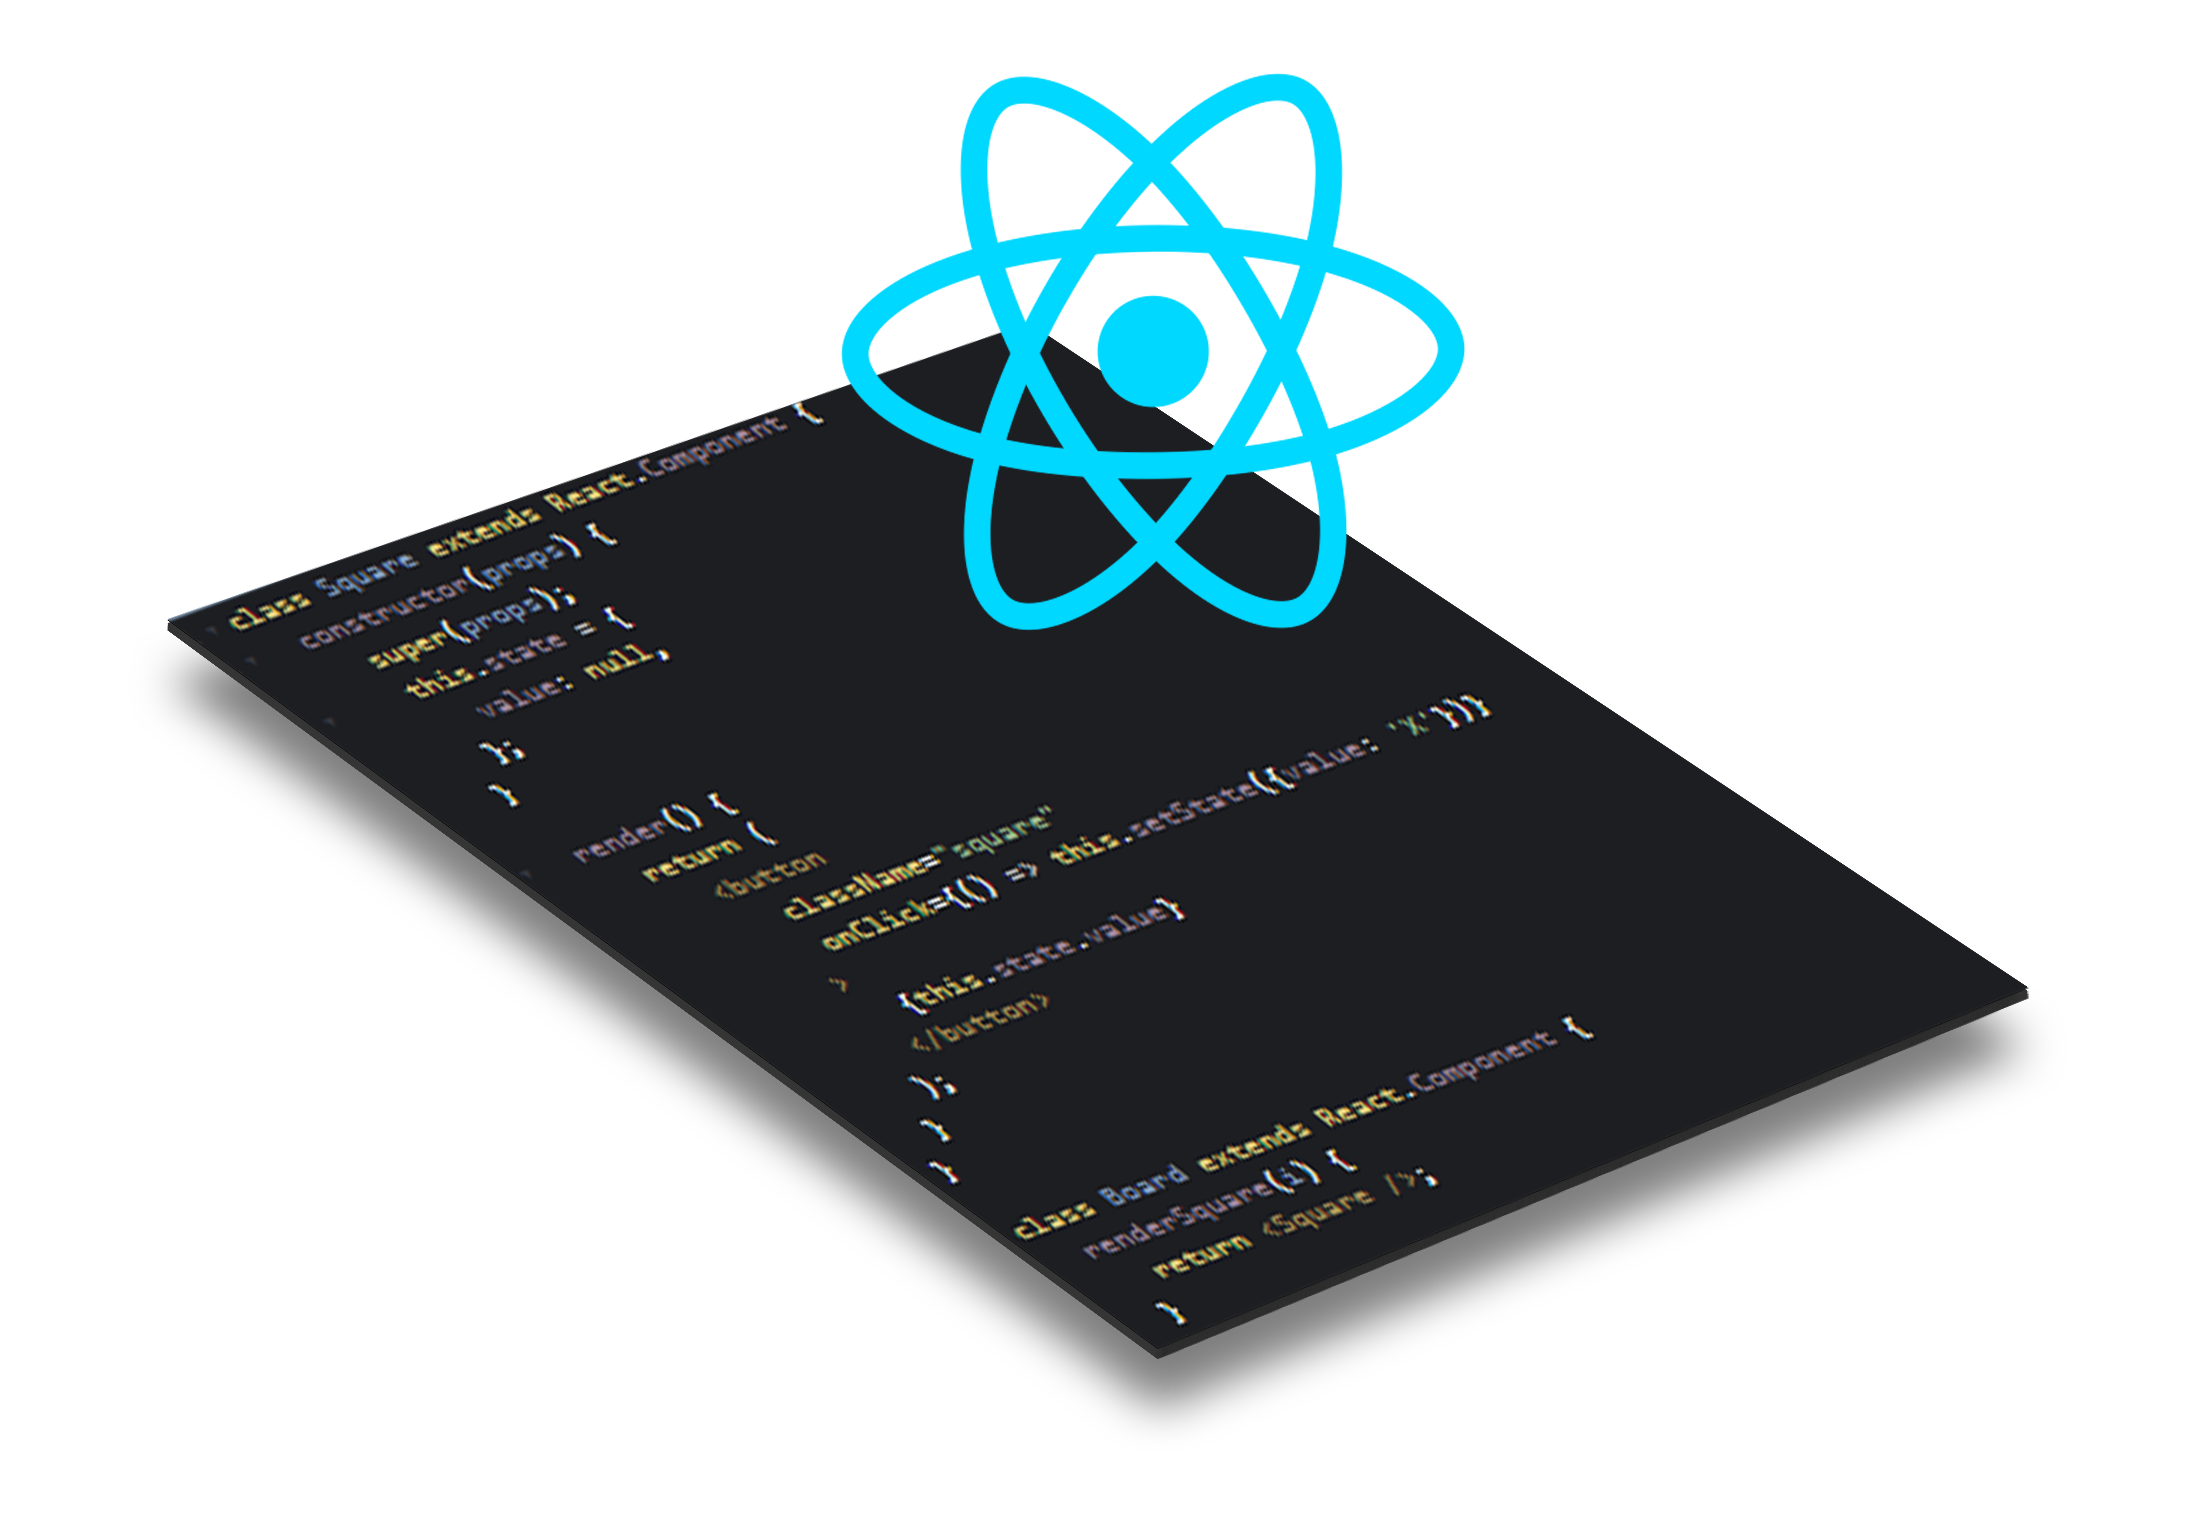 class Square extends React.Component {
constructor(props) {
super(props);
this.state = {
value: null,
};
}
render() {
return (
<button
className="square"
onClick={() => this.setState({value: 'X'})}
>
{this.state.value}
</button>
);
}
}
class Board extends React.Component {
renderSquare(i) {
return <Square />;
}